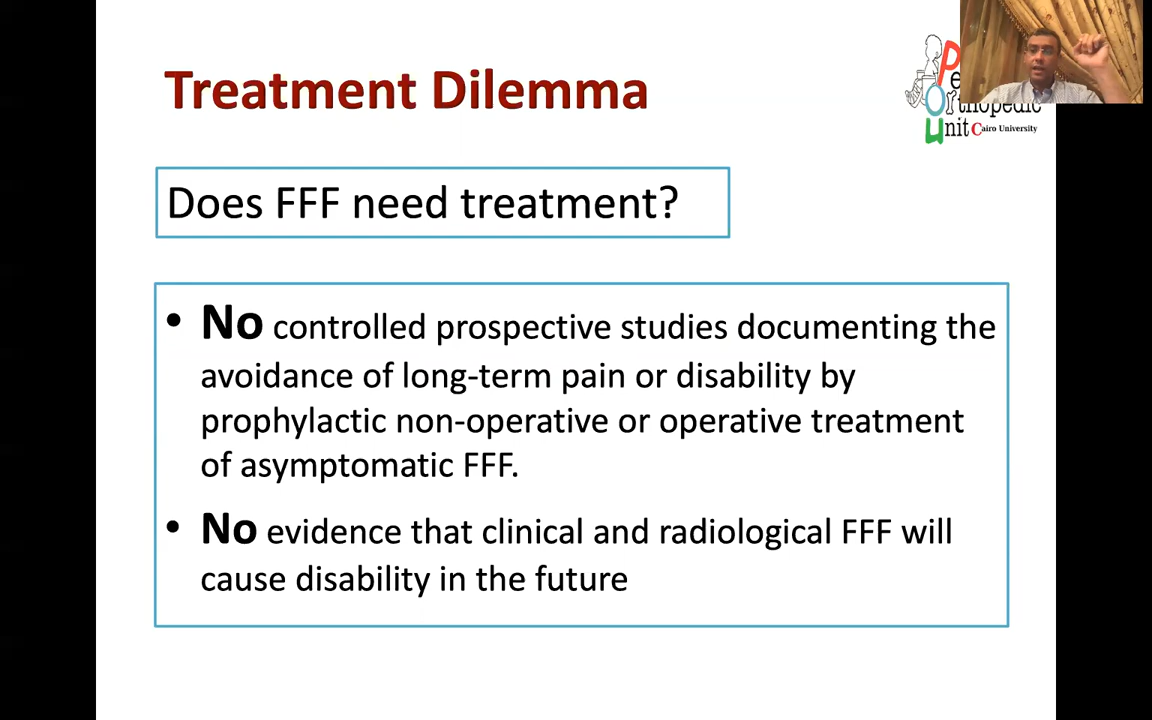 Treatment Dilemma
Orthopedic
Unit Cairo University
Does FFF need treatment?
• No controlled prospective studies documenting the
avoidance of long-term pain or disability by
prophylactic non-operative or operative treatment
of asymptomatic FFF.
• No evidence that clinical and radiological FFF will
cause disability in the future